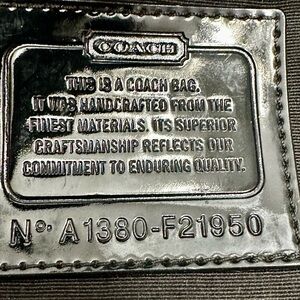 COACH
THIS IS A COACH BAG.
IT WAS HANDCRAFTED FROM THE
FINEST MATERIALS. ITS SUPERIOR
CRAFTSMANSHIP REFLECTS OUR
COMMITMENT TO ENDURING QUALITY.
Nº. A1380-F21950